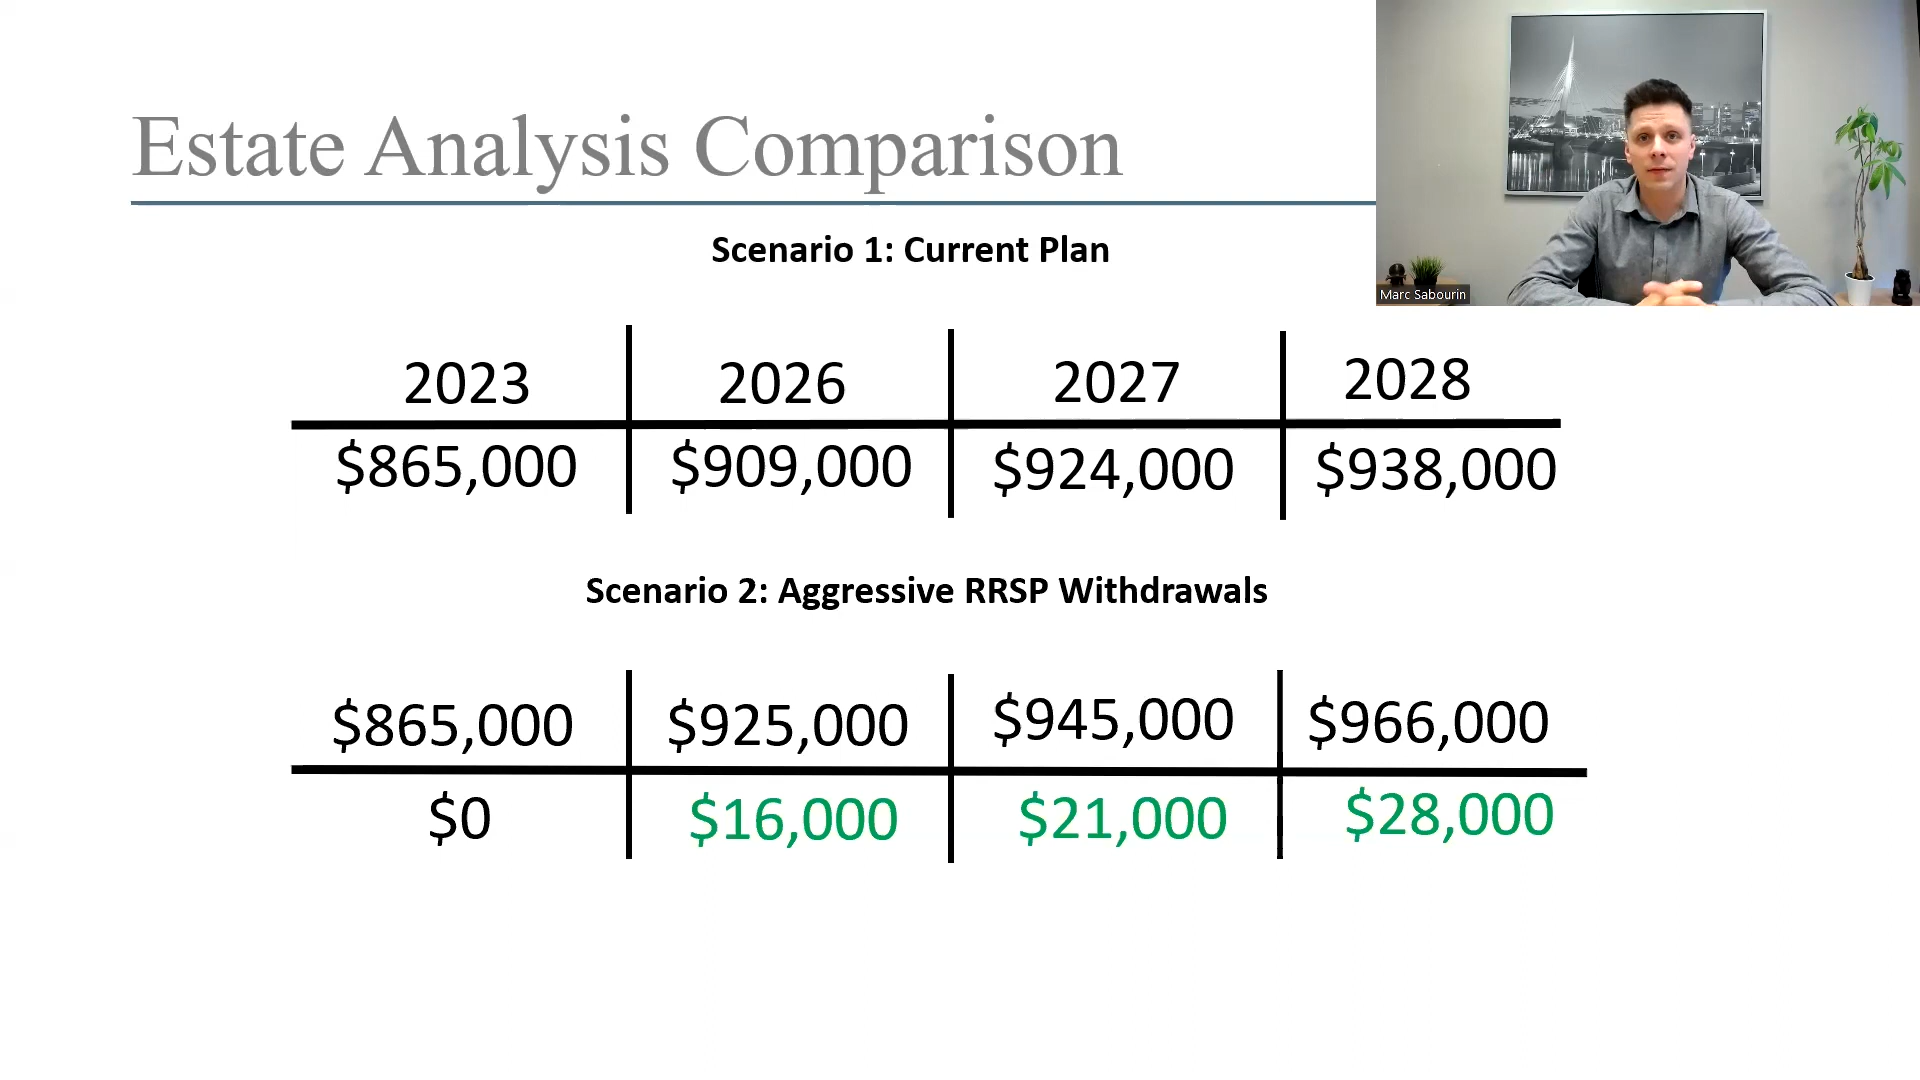 Estate Analysis Comparison
Marc Sabourin
Scenario 1: Current Plan
2023 2026 2027 2028
$865,000 $909,000 $924,000 $938,000
Scenario 2: Aggressive RRSP Withdrawals
$865,000 $925,000 $945,000 $966,000
$0 $16,000 $21,000 $28,000